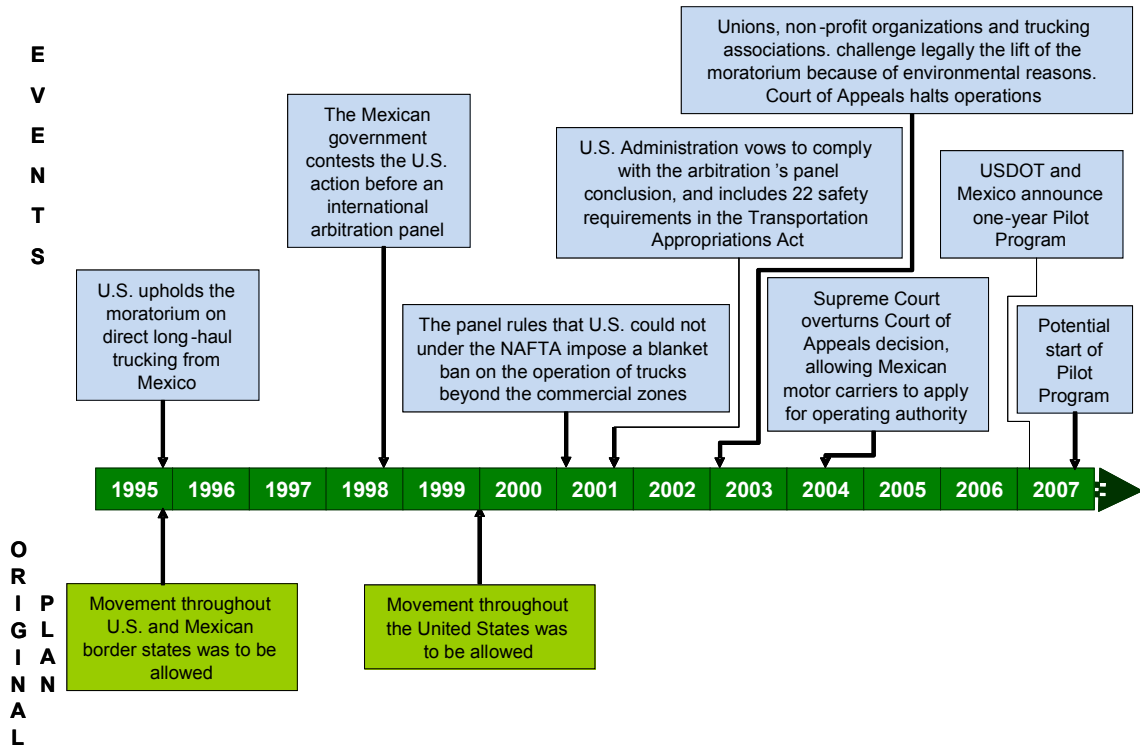 EVENTS
Unions, non-profit organizations and trucking
associations. challenge legally the lift of the
moratorium because of environmental reasons.
Court of Appeals halts operations
The Mexican
government
contests the U.S.
action before an
international
arbitration panel
U.S. Administration vows to comply
with the arbitration 's panel
conclusion, and includes 22 safety
requirements in the Transportation
Appropriations Act
USDOT and
Mexico announce
one-year Pilot
Program
U.S. upholds the
moratorium on
direct long-haul
trucking from
Mexico
The panel rules that U.S. could not
under the NAFTA impose a blanket
ban on the operation of trucks
beyond the commercial zones
Supreme Court
overturns Court of
Appeals decision,
allowing Mexican
motor carriers to apply
for operating authority
Potential
start of
Pilot
Program
1995 1996 1997 1998 1999 2000 2001 2002 2003 2004 2005 2006 2007
ORIGINAL
PLAN
Movement throughout
U.S. and Mexican
border states was to be
allowed
Movement throughout
the United States was
to be allowed